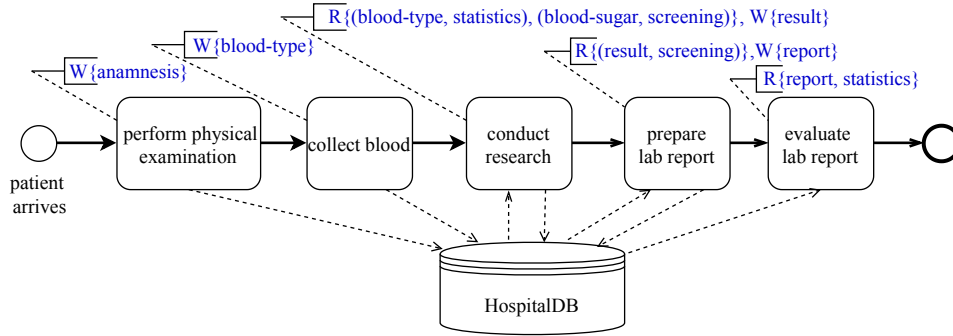 R{(blood-type, statistics), (blood-sugar, screening)}, W{result}
W{blood-type}
R{(result, screening)},W{report}
W{anamnesis}
R{report, statistics}
perform physical
examination
collect blood
conduct
research
prepare
lab report
evaluate
lab report
patient
arrives
HospitalDB